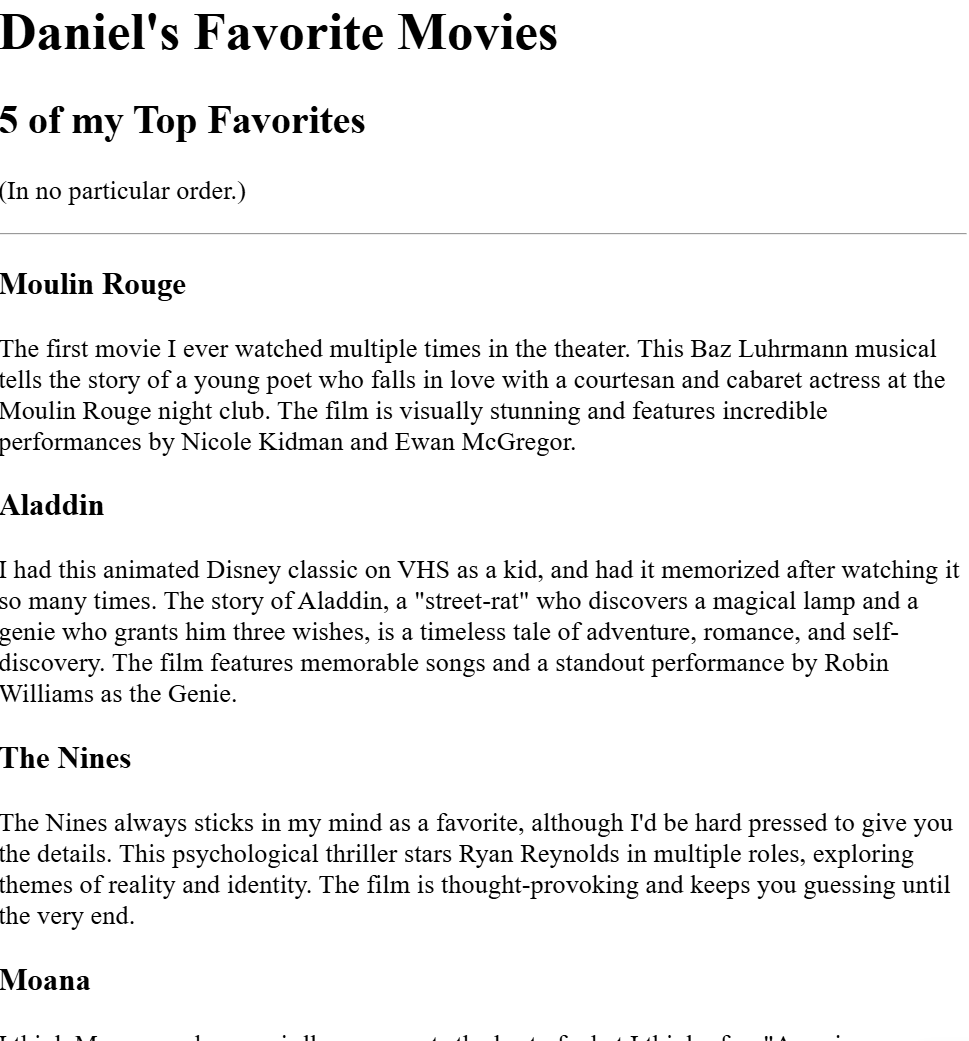 Daniel's Favorite Movies
5 of my Top Favorites
(In no particular order.)
Moulin Rouge
The first movie I ever watched multiple times in the theater. This Baz Luhrmann musical
tells the story of a young poet who falls in love with a courtesan and cabaret actress at the
Moulin Rouge night club. The film is visually stunning and features incredible
performances by Nicole Kidman and Ewan McGregor.
Aladdin
I had this animated Disney classic on VHS as a kid, and had it memorized after watching it
so many times. The story of Aladdin, a "street-rat" who discovers a magical lamp and a
genie who grants him three wishes, is a timeless tale of adventure, romance, and self-
discovery. The film features memorable songs and a standout performance by Robin
Williams as the Genie.
The Nines
The Nines always sticks in my mind as a favorite, although I'd be hard pressed to give you
the details. This psychological thriller stars Ryan Reynolds in multiple roles, exploring
themes of reality and identity. The film is thought-provoking and keeps you guessing until
the very end.
Moana